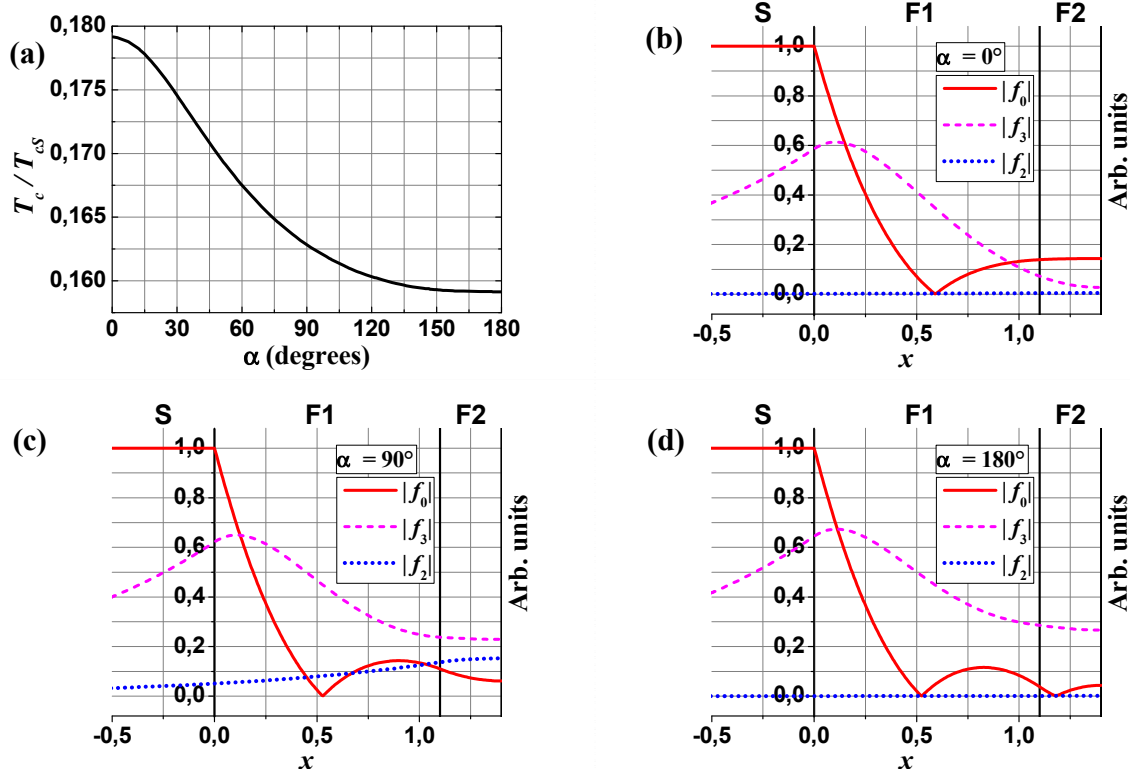 (a)
0,180
0,175
0,170
0,165
0,160
T_c / T_cS
0 30 60 90 120 150 180
α (degrees)
(b)
S F1 F2
α = 0°
|f_0|
|f_3|
|f_2|
1,0
0,8
0,6
0,4
0,2
0,0
-0,5 0,0 0,5 1,0
x
Arb. units
(c)
S F1 F2
α = 90°
|f_0|
|f_3|
|f_2|
1,0
0,8
0,6
0,4
0,2
0,0
-0,5 0,0 0,5 1,0
x
Arb. units
(d)
S F1 F2
α = 180°
|f_0|
|f_3|
|f_2|
1,0
0,8
0,6
0,4
0,2
0,0
-0,5 0,0 0,5 1,0
x
Arb. units